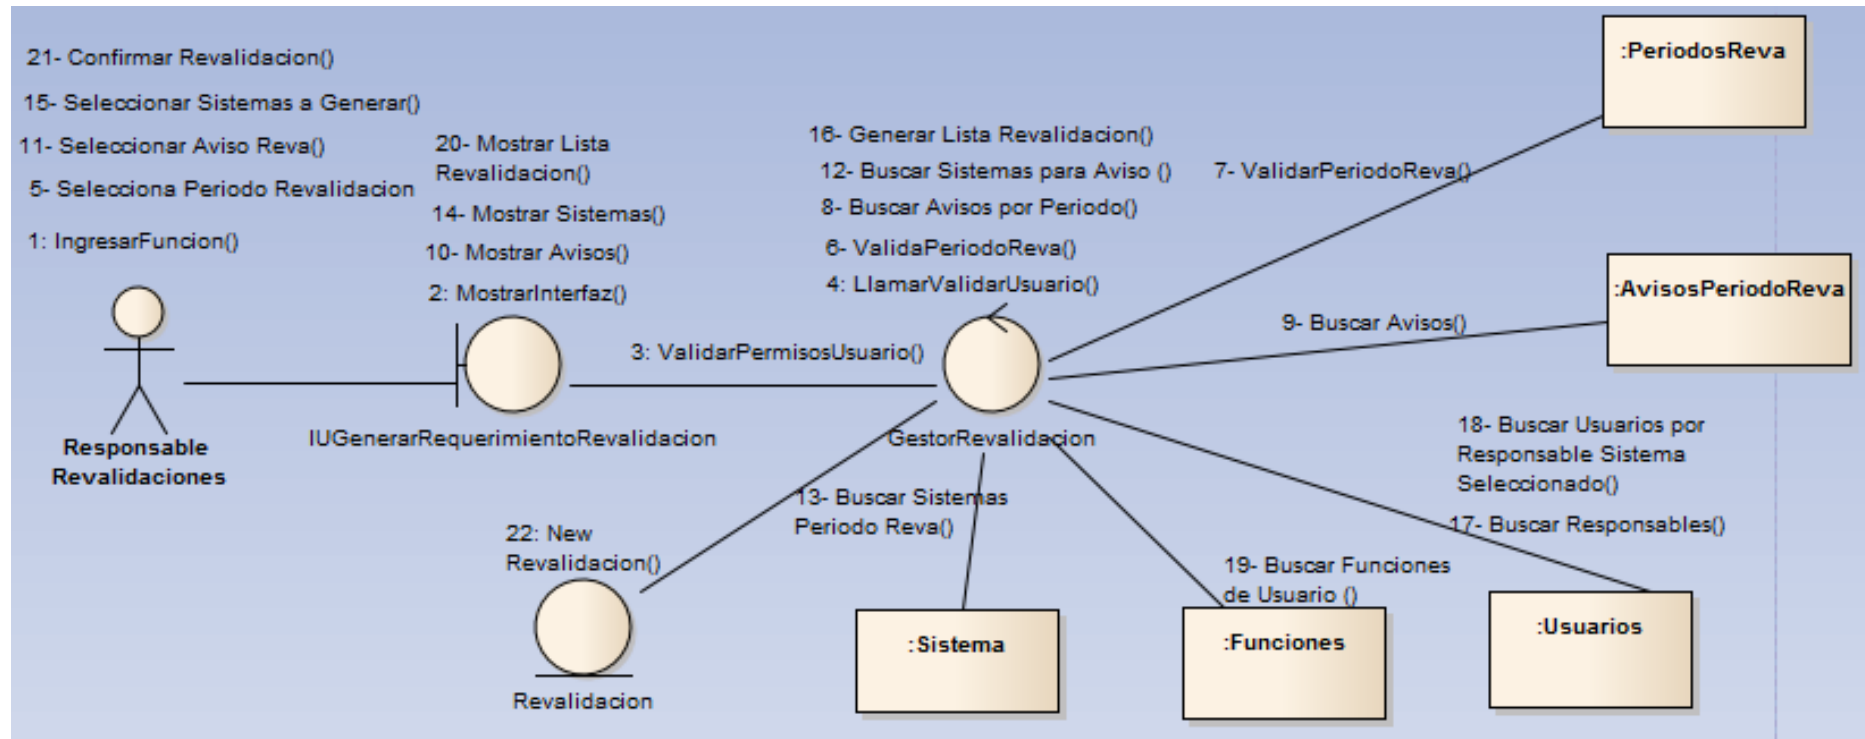 21- Confirmar Revalidacion()
15- Seleccionar Sistemas a Generar()
11- Seleccionar Aviso Reva()
5- Selecciona Periodo Revalidacion
1: IngresarFuncion()
Responsable
Revalidaciones
20- Mostrar Lista
Revalidacion()
14- Mostrar Sistemas()
10- Mostrar Avisos()
2: MostrarInterfaz()
IUGenerarRequerimientoRevalidacion
3: ValidarPermisosUsuario()
16- Generar Lista Revalidacion()
12- Buscar Sistemas para Aviso ()
8- Buscar Avisos por Periodo()
6- ValidaPeriodoReva()
4: LlamarValidarUsuario()
GestorRevalidacion
7- ValidarPeriodoReva()
:PeriodosReva
9- Buscar Avisos()
:AvisosPeriodoReva
18- Buscar Usuarios por
Responsable Sistema
Seleccionado()
17- Buscar Responsables()
:Usuarios
19- Buscar Funciones
de Usuario ()
:Funciones
13- Buscar Sistemas
Periodo Reva()
:Sistema
22: New
Revalidacion()
Revalidacion